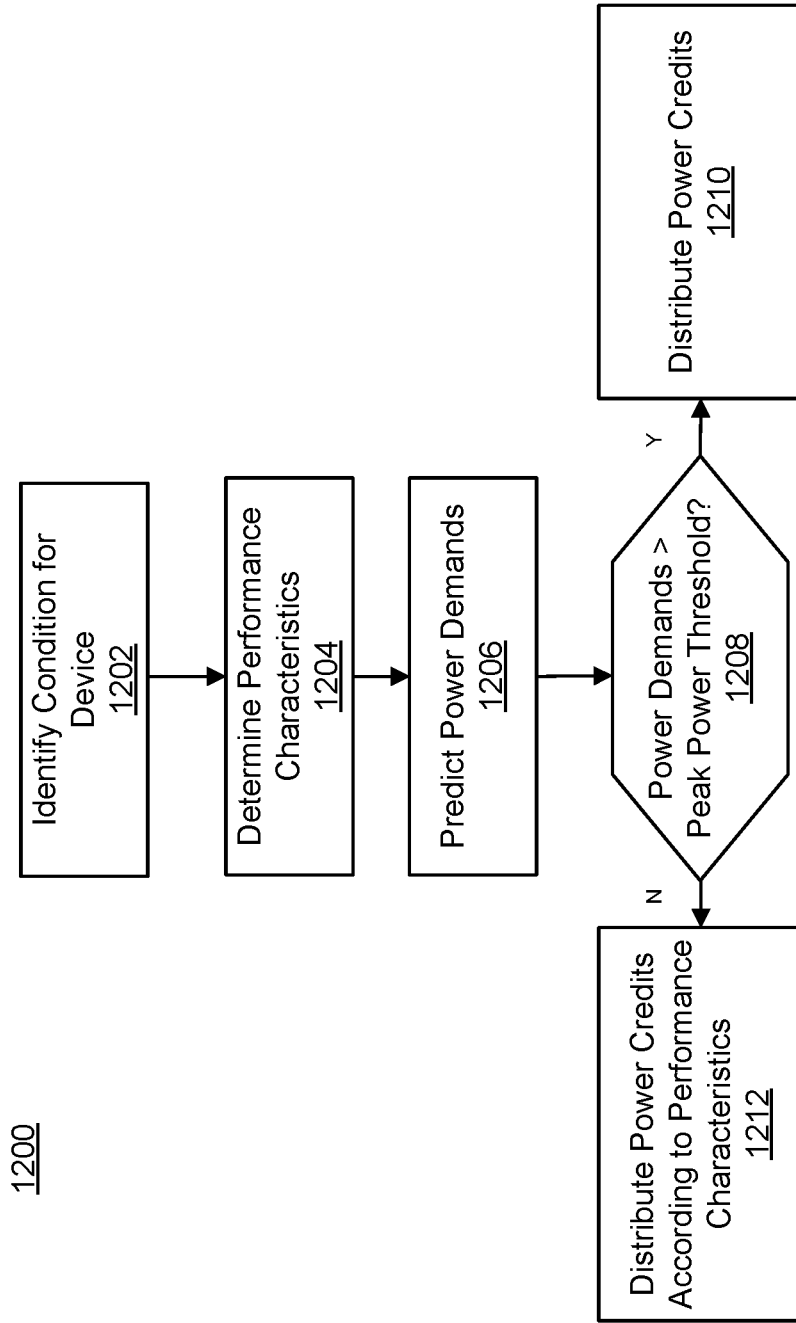 1200
Identify Condition for
Device
1202
Determine Performance
Characteristics
1204
Predict Power Demands
1206
Power Demands >
Peak Power Threshold?
1208
N
Y
Distribute Power Credits
According to Performance
Characteristics
1212
Distribute Power Credits
1210